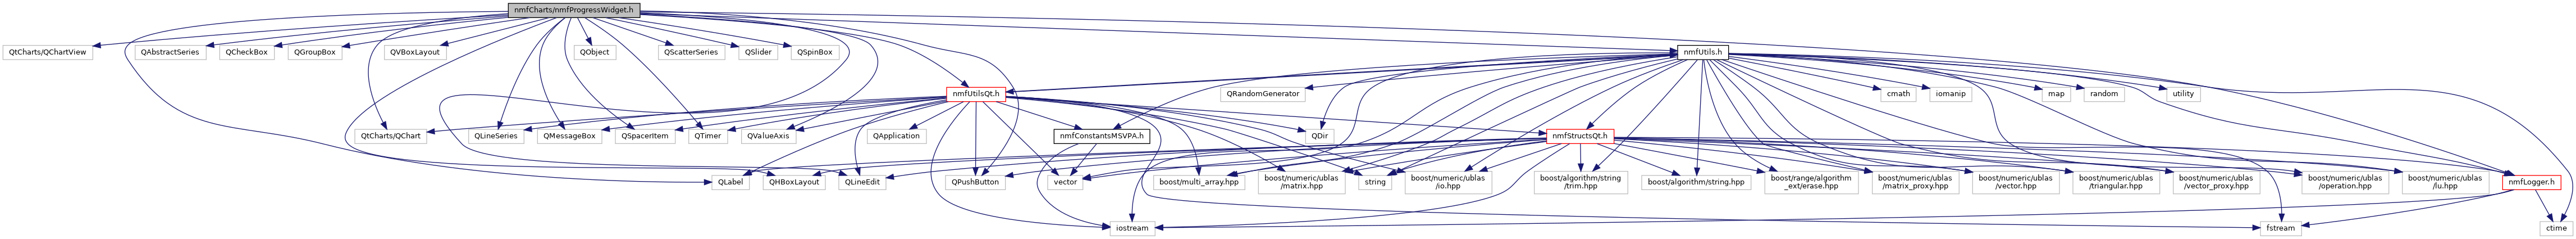 nmfCharts/nmfProgressWidget.h
QtCharts/QChartView
QAbstractSeries
QCheckBox
QGroupBox
QVBoxLayout
QObject
QScatterSeries
QSlider
QSpinBox
nmfUtils.h
nmfUtilsQt.h
QRandomGenerator
cmath
iomanip
map
random
utility
QtCharts/QChart
QLineSeries
QMessageBox
QSpacerItem
QTimer
QValueAxis
QApplication
nmfConstantsMSVPA.h
QDir
nmfStructsQt.h
QLabel
QHBoxLayout
QLineEdit
QPushButton
vector
boost/multi_array.hpp
boost/numeric/ublas
/matrix.hpp
string
boost/numeric/ublas
/io.hpp
boost/algorithm/string
/trim.hpp
boost/algorithm/string.hpp
boost/range/algorithm
_ext/erase.hpp
boost/numeric/ublas
/matrix_proxy.hpp
boost/numeric/ublas
/vector.hpp
boost/numeric/ublas
/triangular.hpp
boost/numeric/ublas
/vector_proxy.hpp
boost/numeric/ublas
/operation.hpp
boost/numeric/ublas
/lu.hpp
nmfLogger.h
iostream
fstream
ctime